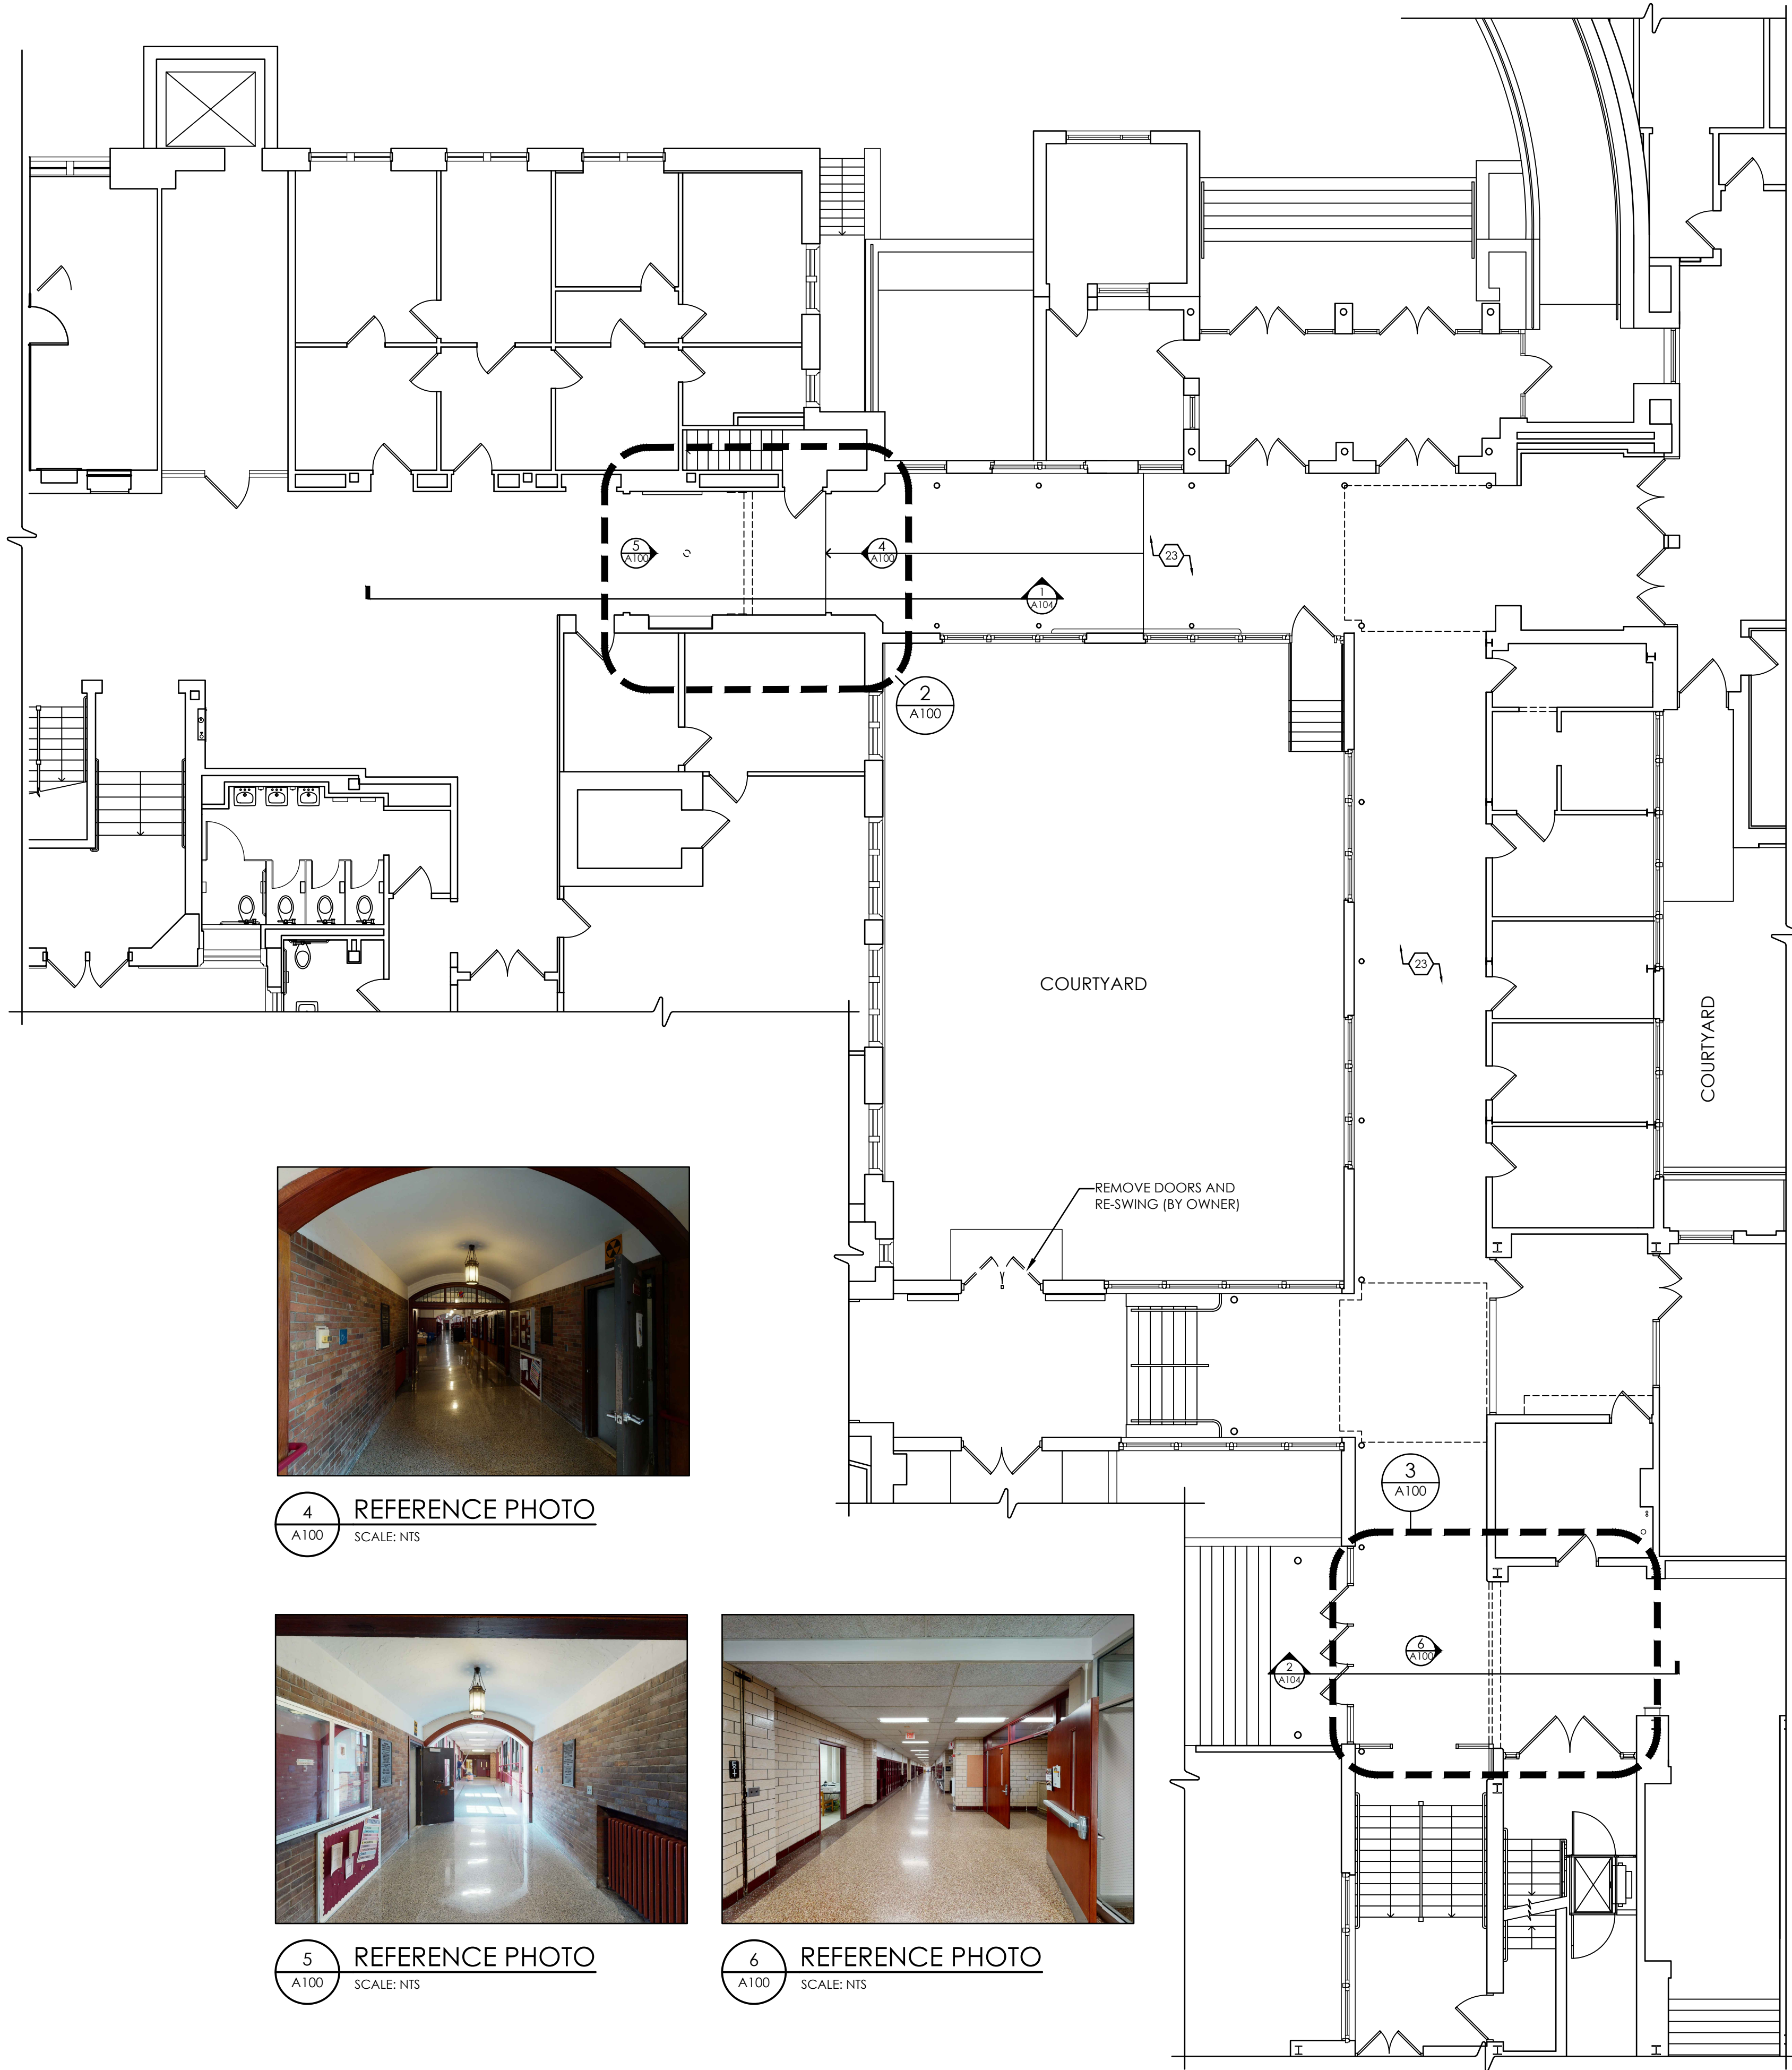 5
A100
4
A100
23
1
A104
2
A100
COURTYARD
23
COURTYARD
REMOVE DOORS AND
RE-SWING (BY OWNER)
4
A100
REFERENCE PHOTO
SCALE: NTS
3
A100
6
A100
2
A104
EXIT
5
A100
REFERENCE PHOTO
SCALE: NTS
6
A100
REFERENCE PHOTO
SCALE: NTS